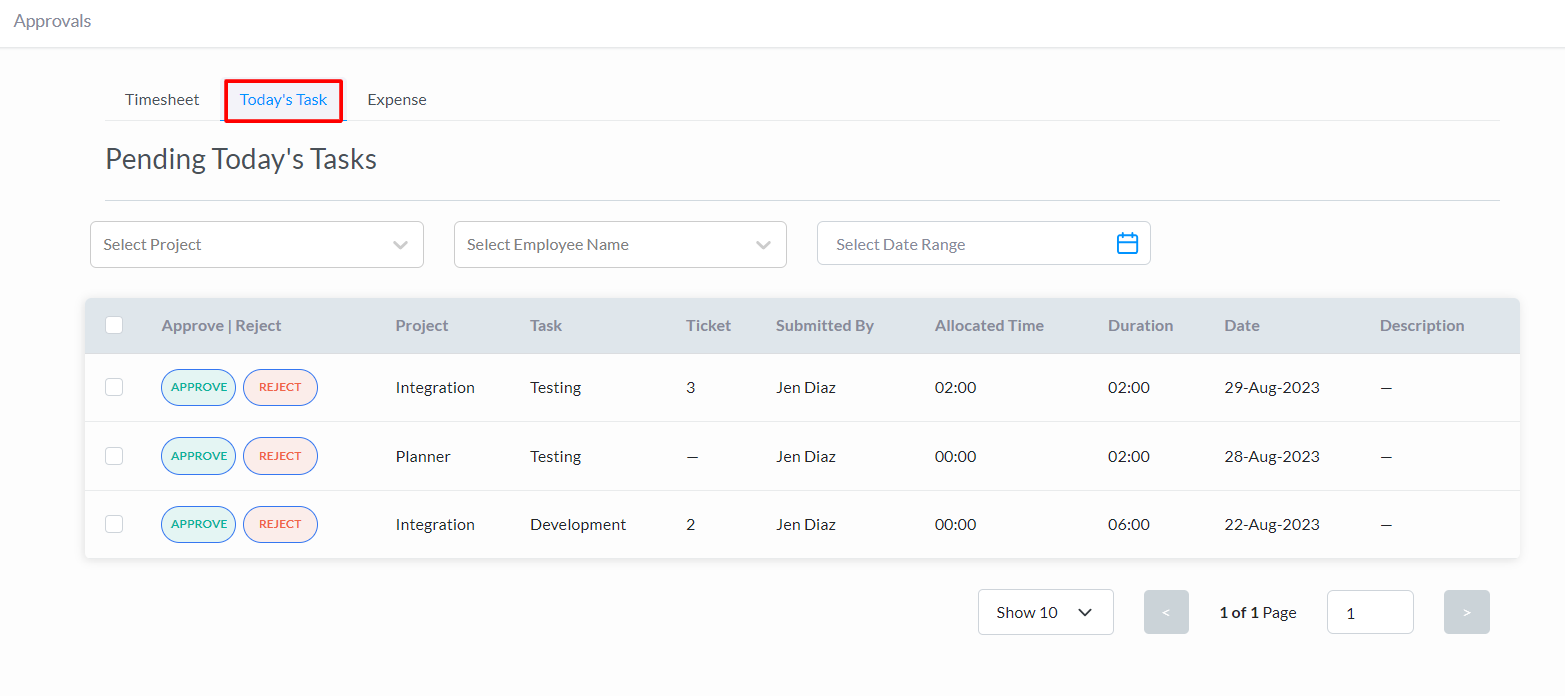 Approvals
Timesheet Today's Task Expense
Pending Today's Tasks
Select Project Select Employee Name Select Date Range
Approve | Reject Project Task Ticket Submitted By Allocated Time Duration Date Description
APPROVE REJECT Integration Testing 3 Jen Diaz 02:00 02:00 29-Aug-2023 —
APPROVE REJECT Planner Testing — Jen Diaz 00:00 02:00 28-Aug-2023 —
APPROVE REJECT Integration Development 2 Jen Diaz 00:00 06:00 22-Aug-2023 —
Show 10 < 1 of 1 Page 1 >